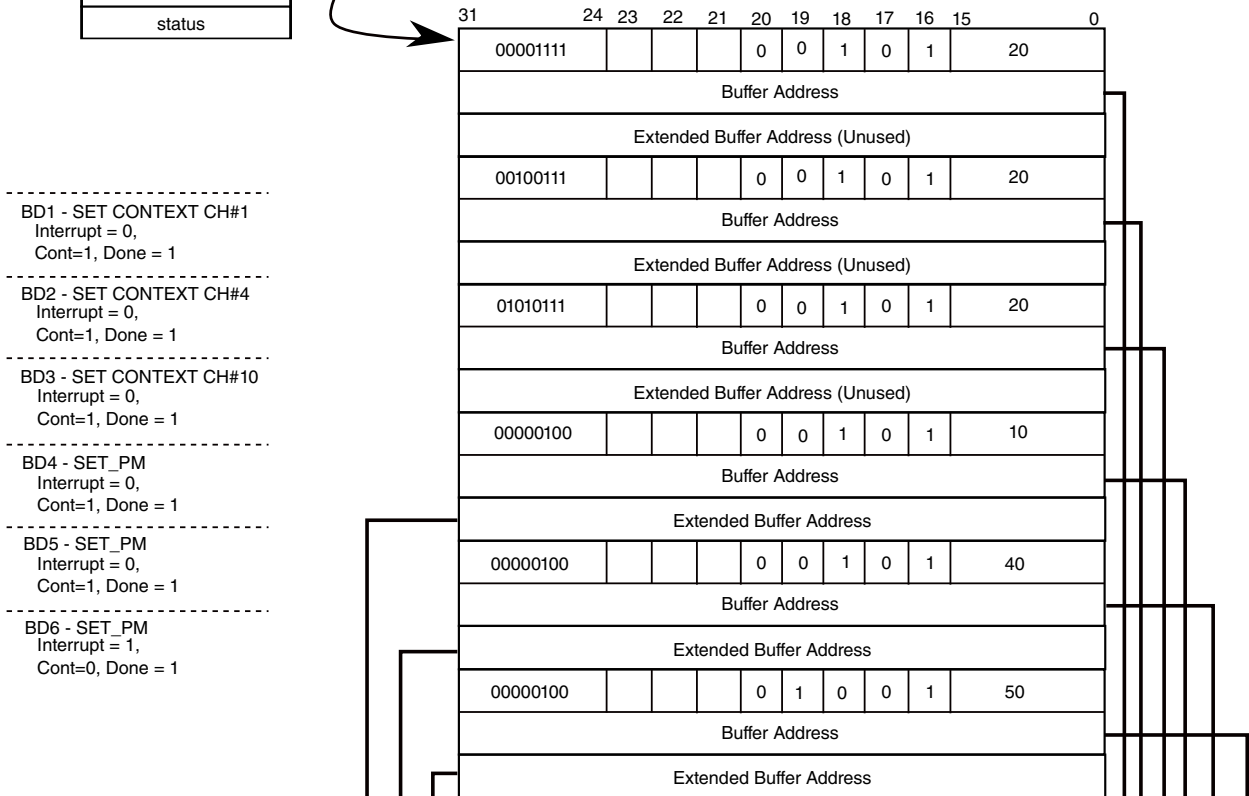 status
31 24 23 22 21 20 19 18 17 16 15 0
00001111 0 0 1 0 1 20
Buffer Address
Extended Buffer Address (Unused)
00100111 0 0 1 0 1 20
Buffer Address
Extended Buffer Address (Unused)
01010111 0 0 1 0 1 20
Buffer Address
Extended Buffer Address (Unused)
00000100 0 0 1 0 1 10
Buffer Address
Extended Buffer Address
00000100 0 0 1 0 1 40
Buffer Address
Extended Buffer Address
00000100 0 1 0 0 1 50
Buffer Address
Extended Buffer Address
BD1 - SET CONTEXT CH#1
Interrupt = 0,
Cont=1, Done = 1
BD2 - SET CONTEXT CH#4
Interrupt = 0,
Cont=1, Done = 1
BD3 - SET CONTEXT CH#10
Interrupt = 0,
Cont=1, Done = 1
BD4 - SET_PM
Interrupt = 0,
Cont=1, Done = 1
BD5 - SET_PM
Interrupt = 0,
Cont=1, Done = 1
BD6 - SET_PM
Interrupt = 1,
Cont=0, Done = 1